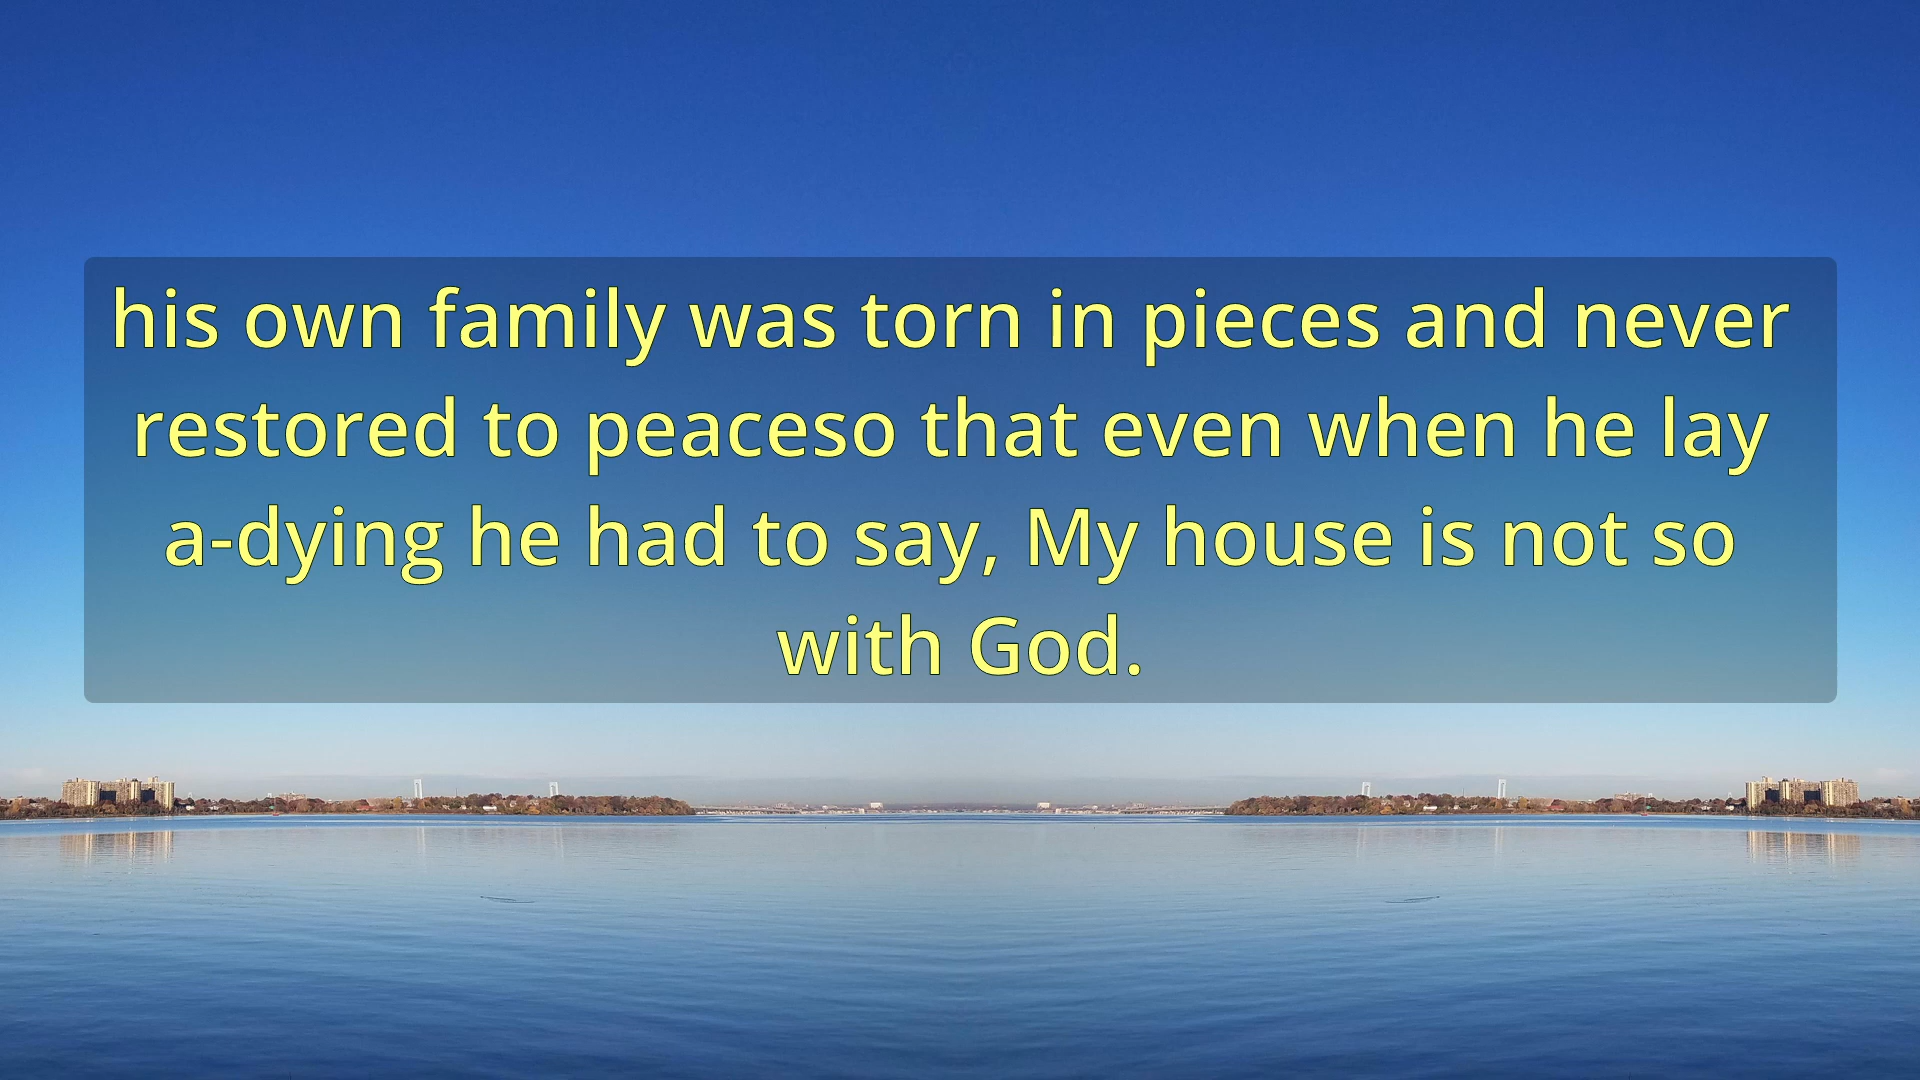 his own family was torn in pieces and never
restored to peaceso that even when he lay
a-dying he had to say, My house is not so
with God.